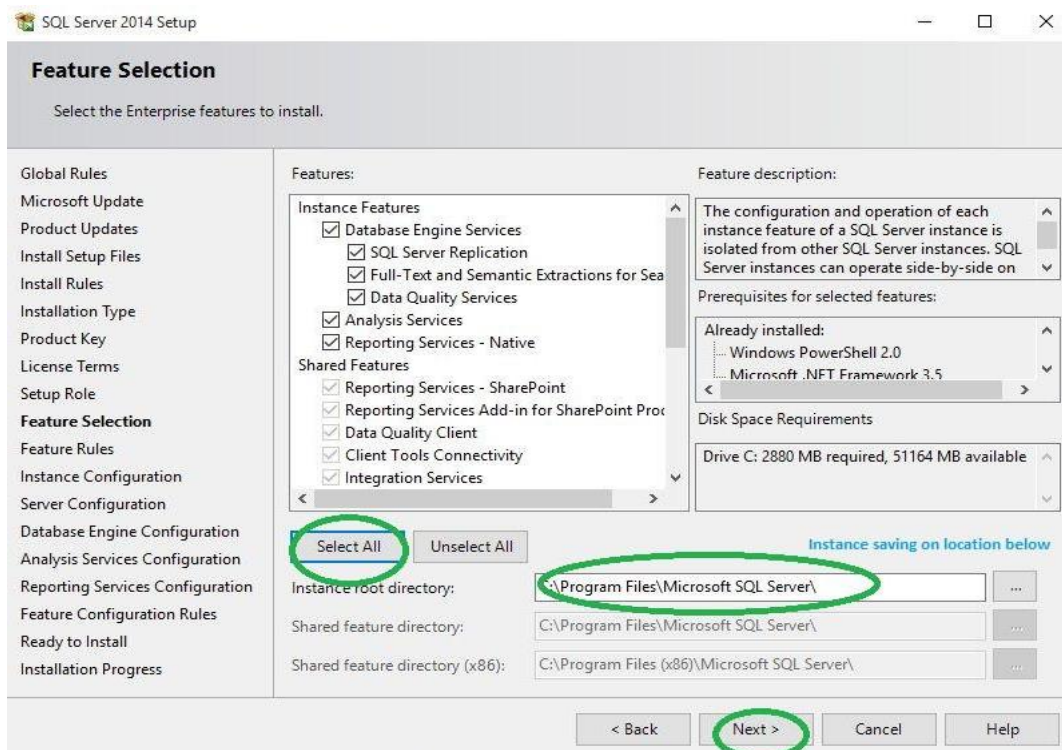 SQL Server 2014 Setup
Feature Selection
Select the Enterprise features to install.
Global Rules
Microsoft Update
Product Updates
Install Setup Files
Install Rules
Installation Type
Product Key
License Terms
Setup Role
Feature Selection
Feature Rules
Instance Configuration
Server Configuration
Database Engine Configuration
Analysis Services Configuration
Reporting Services Configuration
Feature Configuration Rules
Ready to Install
Installation Progress
Features:
Instance Features
Database Engine Services
SQL Server Replication
Full-Text and Semantic Extractions for Sea
Data Quality Services
Analysis Services
Reporting Services - Native
Shared Features
Reporting Services - SharePoint
Reporting Services Add-in for SharePoint Proc
Data Quality Client
Client Tools Connectivity
Integration Services
Feature description:
The configuration and operation of each
instance feature of a SQL Server instance is
isolated from other SQL Server instances. SQL
Server instances can operate side-by-side on
Prerequisites for selected features:
Already installed:
Windows PowerShell 2.0
Microsoft .NET Framework 3.5
Disk Space Requirements
Drive C: 2880 MB required, 51164 MB available
Select All
Unselect All
Instance saving on location below
Instance root directory:
C:\Program Files\Microsoft SQL Server\
...
Shared feature directory:
C:\Program Files\Microsoft SQL Server\
...
Shared feature directory (x86):
C:\Program Files (x86)\Microsoft SQL Server\
...
< Back
Next >
Cancel
Help